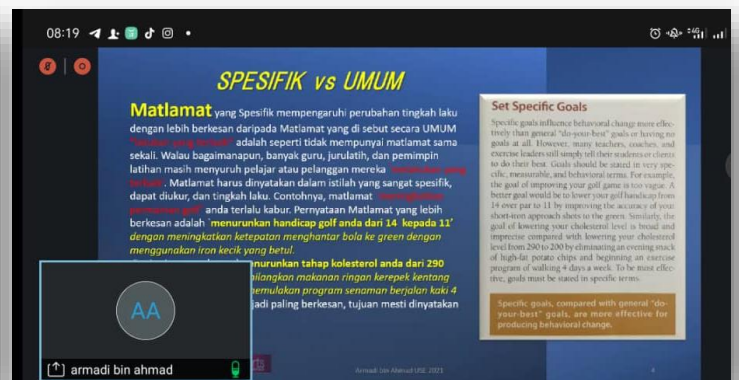 08:19
SPESIFIK vs UMUM
Matlamat yang Spesifik mempengaruhi perubahan tingkah laku
dengan lebih berkesan daripada Matlamat yang di sebut secara UMUM
adalah seperti tidak mempunyai matlamat sama
sekali. Walau bagaimanapun, banyak guru, jurulatih, dan pemimpin
latihan masih menyuruh pelajar atau pelanggan mereka
. Matlamat harus dinyatakan dalam istilah yang sangat spesifik,
dapat diukur, dan tingkah laku. Contohnya, matlamat
anda terlalu kabur. Pernyataan Matlamat yang lebih
berkesan adalah 'menurunkan handicap golf anda dari 14 kepada 11'
dengan meningkatkan ketepatan menghantar bola ke green dengan
menggunakan iron kecik yang betul.
nurunkan tahap kolesterol anda dari 290
hilangkan makanan ringan kerepek kentang
memulakan program senaman berjalan kaki 4
jadi paling berkesan, tujuan mesti dinyatakan
Set Specific Goals
Specific goals influence behavioral change more effec-
tively than general "do-your-best" goals or having no
goals at all. However, many teachers, coaches, and
exercise leaders still simply tell their students or clients
to do their best. Goals should be stated in very spe-
cific, measurable, and behavioral terms. For example,
the goal of improving your golf game is too vague. A
better goal would be to lower your golf handicap from
14 over par to 11 by improving the accuracy of your
short-iron approach shots to the green. Similarly, the
goal of lowering your cholesterol level is broad and
imprecise compared with lowering your cholesterol
level from 290 to 200 by eliminating an evening snack
of high-fat potato chips and beginning an exercise
program of walking 4 days a week. To be most effec-
tive, goals must be stated in specific terms.
Specific goals, compared with general "do-
your-best" goals, are more effective for
producing behavioral change.
AA
armadi bin ahmad
Armadi bin Ahmad USE 2021
4